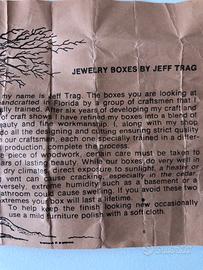 JEWELRY BOXES BY JEFF TRAG
my name is Jeff Trag. The boxes you are looking at
handcrafted in Florida by a group of craftsmen that I
ally trained. After six years of developing my craft and
of craft shows I have refined my boxes into a blend of
beauty and fine workmanship. I, along with my shop
do all the designing and cutting ensuring strict quality
our craftsmen, each one specially trained in a differ-
production, complete the process.
piece of woodwork, certain care must be taken to
ars of lasting beauty. While our boxes do very well in
dry climates, direct exposure to sunlight, a heavily
vent can cause cracking, especially in the cedar.
versely, extreme humidity such as a basement or a
bathroom could cause swelling. If you avoid these two
extremes your box will last a lifetime.
To help keep the finish looking new occasionally
use a mild furniture polish with a soft cloth.